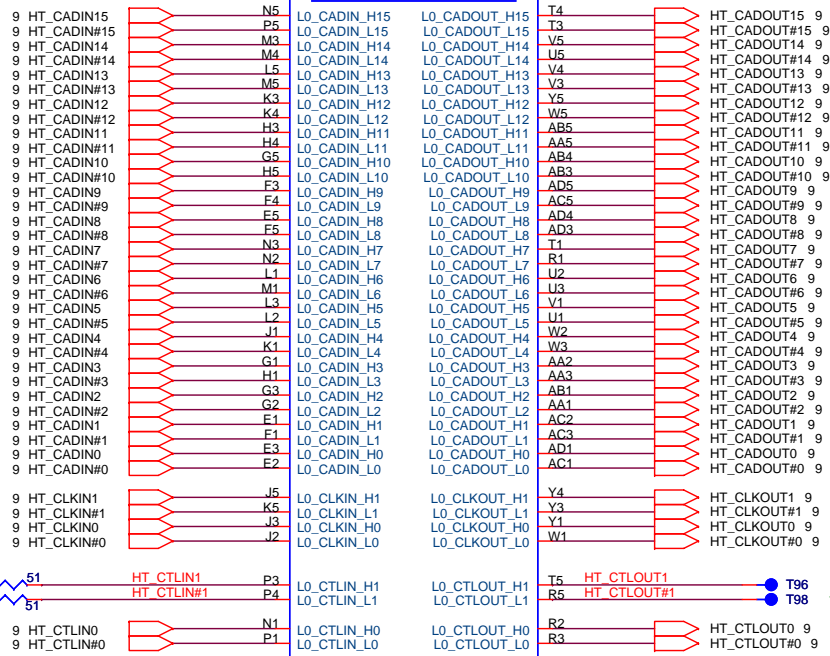 9 HT_CADIN15 N5 L0_CADIN_H15 L0_CADOUT_H15 T4 HT_CADOUT15 9
9 HT_CADIN#15 P5 L0_CADIN_L15 L0_CADOUT_L15 T3 HT_CADOUT#15 9
9 HT_CADIN14 M3 L0_CADIN_H14 L0_CADOUT_H14 V5 HT_CADOUT14 9
9 HT_CADIN#14 M4 L0_CADIN_L14 L0_CADOUT_L14 U5 HT_CADOUT#14 9
9 HT_CADIN13 L5 L0_CADIN_H13 L0_CADOUT_H13 V4 HT_CADOUT13 9
9 HT_CADIN#13 M5 L0_CADIN_L13 L0_CADOUT_L13 V3 HT_CADOUT#13 9
9 HT_CADIN12 K3 L0_CADIN_H12 L0_CADOUT_H12 Y5 HT_CADOUT12 9
9 HT_CADIN#12 K4 L0_CADIN_L12 L0_CADOUT_L12 W5 HT_CADOUT#12 9
9 HT_CADIN11 H3 L0_CADIN_H11 L0_CADOUT_H11 AB5 HT_CADOUT11 9
9 HT_CADIN#11 H4 L0_CADIN_L11 L0_CADOUT_L11 AA5 HT_CADOUT#11 9
9 HT_CADIN10 G5 L0_CADIN_H10 L0_CADOUT_H10 AB4 HT_CADOUT10 9
9 HT_CADIN#10 H5 L0_CADIN_L10 L0_CADOUT_L10 AB3 HT_CADOUT#10 9
9 HT_CADIN9 F3 L0_CADIN_H9 L0_CADOUT_H9 AD5 HT_CADOUT9 9
9 HT_CADIN#9 F4 L0_CADIN_L9 L0_CADOUT_L9 AC5 HT_CADOUT#9 9
9 HT_CADIN8 E5 L0_CADIN_H8 L0_CADOUT_H8 AD4 HT_CADOUT8 9
9 HT_CADIN#8 F5 L0_CADIN_L8 L0_CADOUT_L8 AD3 HT_CADOUT#8 9
9 HT_CADIN7 N3 L0_CADIN_H7 L0_CADOUT_H7 T1 HT_CADOUT7 9
9 HT_CADIN#7 N2 L0_CADIN_L7 L0_CADOUT_L7 R1 HT_CADOUT#7 9
9 HT_CADIN6 L1 L0_CADIN_H6 L0_CADOUT_H6 U2 HT_CADOUT6 9
9 HT_CADIN#6 M1 L0_CADIN_L6 L0_CADOUT_L6 U3 HT_CADOUT#6 9
9 HT_CADIN5 L3 L0_CADIN_H5 L0_CADOUT_H5 V1 HT_CADOUT5 9
9 HT_CADIN#5 L2 L0_CADIN_L5 L0_CADOUT_L5 U1 HT_CADOUT#5 9
9 HT_CADIN4 J1 L0_CADIN_H4 L0_CADOUT_H4 W2 HT_CADOUT4 9
9 HT_CADIN#4 K1 L0_CADIN_L4 L0_CADOUT_L4 W3 HT_CADOUT#4 9
9 HT_CADIN3 G1 L0_CADIN_H3 L0_CADOUT_H3 AA2 HT_CADOUT3 9
9 HT_CADIN#3 H1 L0_CADIN_L3 L0_CADOUT_L3 AA3 HT_CADOUT#3 9
9 HT_CADIN2 G3 L0_CADIN_H2 L0_CADOUT_H2 AB1 HT_CADOUT2 9
9 HT_CADIN#2 G2 L0_CADIN_L2 L0_CADOUT_L2 AA1 HT_CADOUT#2 9
9 HT_CADIN1 E1 L0_CADIN_H1 L0_CADOUT_H1 AC2 HT_CADOUT1 9
9 HT_CADIN#1 F1 L0_CADIN_L1 L0_CADOUT_L1 AC3 HT_CADOUT#1 9
9 HT_CADIN0 E3 L0_CADIN_H0 L0_CADOUT_H0 AD1 HT_CADOUT0 9
9 HT_CADIN#0 E2 L0_CADIN_L0 L0_CADOUT_L0 AC1 HT_CADOUT#0 9
9 HT_CLKIN1 J5 L0_CLKIN_H1 L0_CLKOUT_H1 Y4 HT_CLKOUT1 9
9 HT_CLKIN#1 K5 L0_CLKIN_L1 L0_CLKOUT_L1 Y3 HT_CLKOUT#1 9
9 HT_CLKIN0 J3 L0_CLKIN_H0 L0_CLKOUT_H0 Y1 HT_CLKOUT0 9
9 HT_CLKIN#0 J2 L0_CLKIN_L0 L0_CLKOUT_L0 W1 HT_CLKOUT#0 9
51 HT_CTLIN1 P3 L0_CTLIN_H1 L0_CTLOUT_H1 T5 HT_CTLOUT1 T96
51 HT_CTLIN#1 P4 L0_CTLIN_L1 L0_CTLOUT_L1 R5 HT_CTLOUT#1 T98
9 HT_CTLIN0 N1 L0_CTLIN_H0 L0_CTLOUT_H0 R2 HT_CTLOUT0 9
9 HT_CTLIN#0 P1 L0_CTLIN_L0 L0_CTLOUT_L0 R3 HT_CTLOUT#0 9